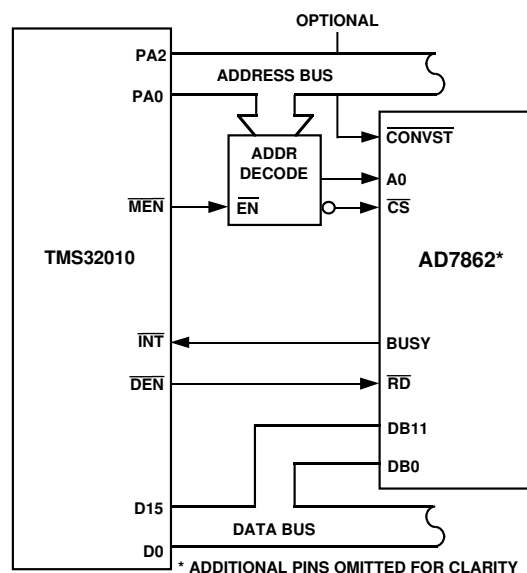 OPTIONAL
PA2
ADDRESS BUS
PA0
ADDR
DECODE
CONVST
A0
MEN
EN
CS
TMS32010
AD7862*
INT
BUSY
DEN
RD
DB11
DB0
D15
DATA BUS
D0
* ADDITIONAL PINS OMITTED FOR CLARITY